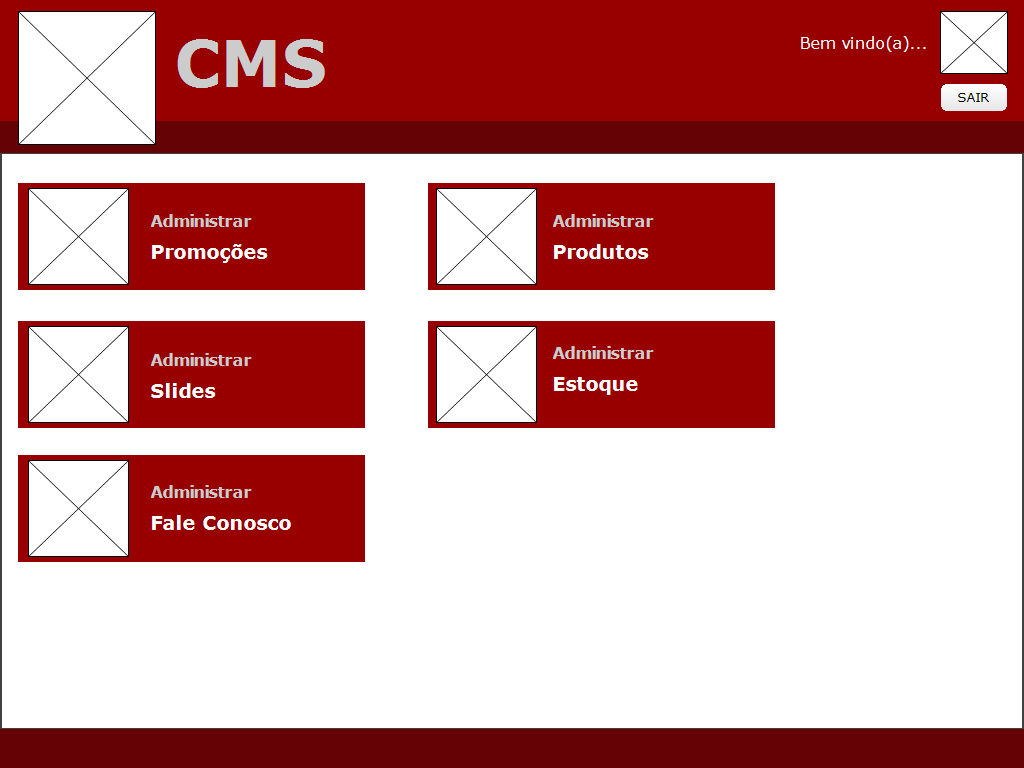 CMS
Bem vindo(a)...
SAIR
Administrar
Promoções
Administrar
Produtos
Administrar
Slides
Administrar
Estoque
Administrar
Fale Conosco